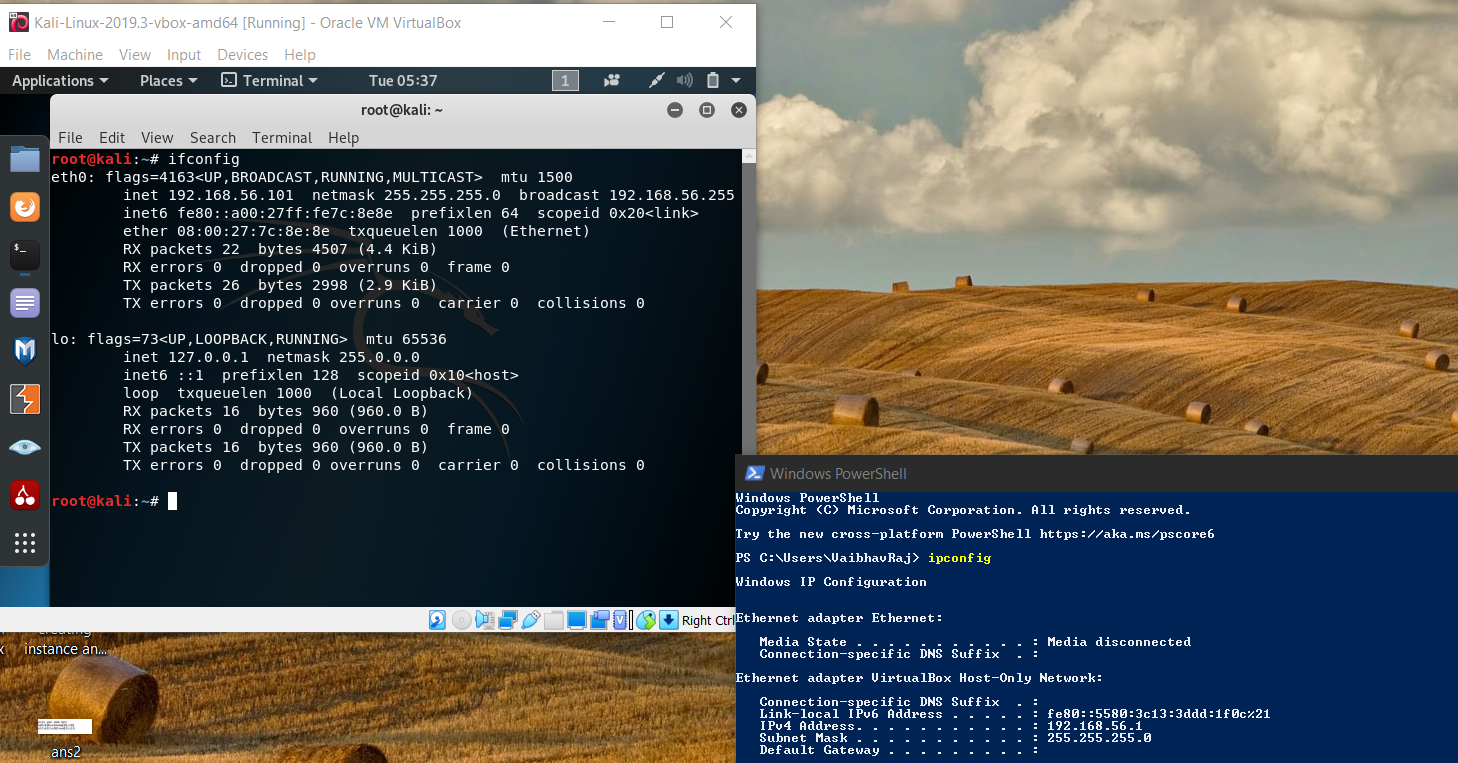 Kali-Linux-2019.3-vbox-amd64 [Running] - Oracle VM VirtualBox
File Machine View Input Devices Help
Applications Places Terminal Tue 05:37 1
root@kali: ~
File Edit View Search Terminal Help
root@kali:~# ifconfig
eth0: flags=4163<UP,BROADCAST,RUNNING,MULTICAST>  mtu 1500
        inet 192.168.56.101  netmask 255.255.255.0  broadcast 192.168.56.255
        inet6 fe80::a00:27ff:fe7c:8e8e  prefixlen 64  scopeid 0x20<link>
        ether 08:00:27:7c:8e:8e  txqueuelen 1000  (Ethernet)
        RX packets 22  bytes 4507 (4.4 KiB)
        RX errors 0  dropped 0  overruns 0  frame 0
        TX packets 26  bytes 2998 (2.9 KiB)
        TX errors 0  dropped 0 overruns 0  carrier 0  collisions 0
lo: flags=73<UP,LOOPBACK,RUNNING>  mtu 65536
        inet 127.0.0.1  netmask 255.0.0.0
        inet6 ::1  prefixlen 128  scopeid 0x10<host>
        loop  txqueuelen 1000  (Local Loopback)
        RX packets 16  bytes 960 (960.0 B)
        RX errors 0  dropped 0  overruns 0  frame 0
        TX packets 16  bytes 960 (960.0 B)
        TX errors 0  dropped 0 overruns 0  carrier 0  collisions 0
root@kali:~#
Right Ctrl
creating
instance an...
ans2
Windows PowerShell
Windows PowerShell
Copyright (C) Microsoft Corporation. All rights reserved.
Try the new cross-platform PowerShell https://aka.ms/pscore6
PS C:\Users\VaibhavRaj> ipconfig
Windows IP Configuration
Ethernet adapter Ethernet:
   Media State . . . . . . . . . . . : Media disconnected
   Connection-specific DNS Suffix  . :
Ethernet adapter VirtualBox Host-Only Network:
   Connection-specific DNS Suffix  . :
   Link-local IPv6 Address . . . . . : fe80::5580:3c13:3ddd:1f0c%21
   IPv4 Address. . . . . . . . . . . : 192.168.56.1
   Subnet Mask . . . . . . . . . . . : 255.255.255.0
   Default Gateway . . . . . . . . . :